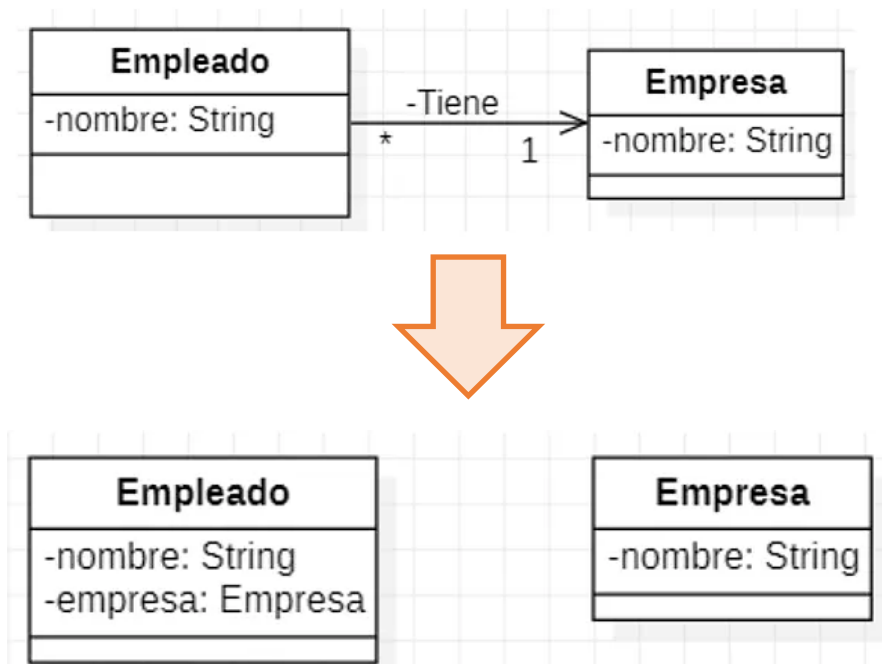 Empleado
-nombre: String
-Tiene
*
1
Empresa
-nombre: String
Empleado
-nombre: String
-empresa: Empresa
Empresa
-nombre: String